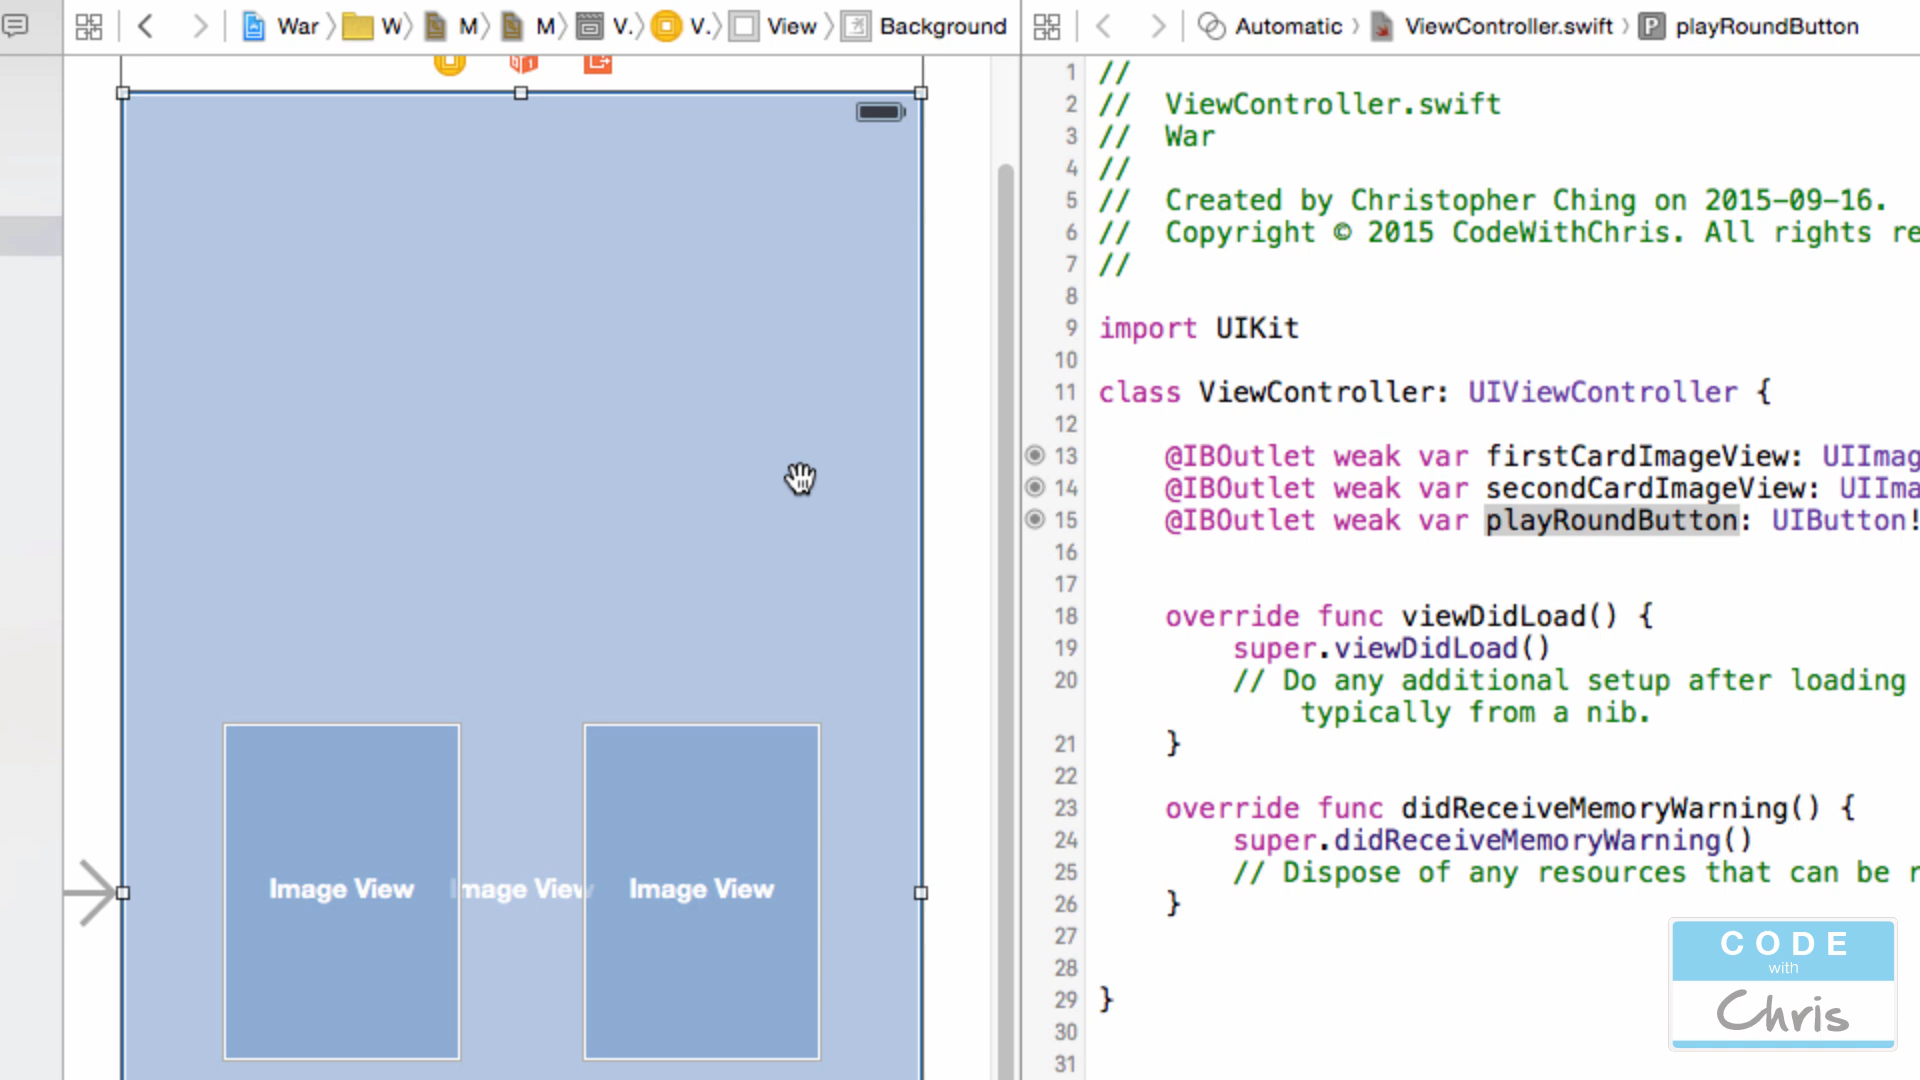 War W M M V. V. View Background
Automatic ViewController.swift P playRoundButton
Image View Image View Image View
1 //
2 // ViewController.swift
3 // War
4 //
5 // Created by Christopher Ching on 2015-09-16.
6 // Copyright © 2015 CodeWithChris. All rights re
7 //
8
9 import UIKit
10
11 class ViewController: UIViewController {
12
13 @IBOutlet weak var firstCardImageView: UIImag
14 @IBOutlet weak var secondCardImageView: UIIma
15 @IBOutlet weak var playRoundButton: UIButton!
16
17
18 override func viewDidLoad() {
19 super.viewDidLoad()
20 // Do any additional setup after loading
typically from a nib.
21 }
22
23 override func didReceiveMemoryWarning() {
24 super.didReceiveMemoryWarning()
25 // Dispose of any resources that can be r
26 }
27
28
29 }
30
31
CODE
with
Chris